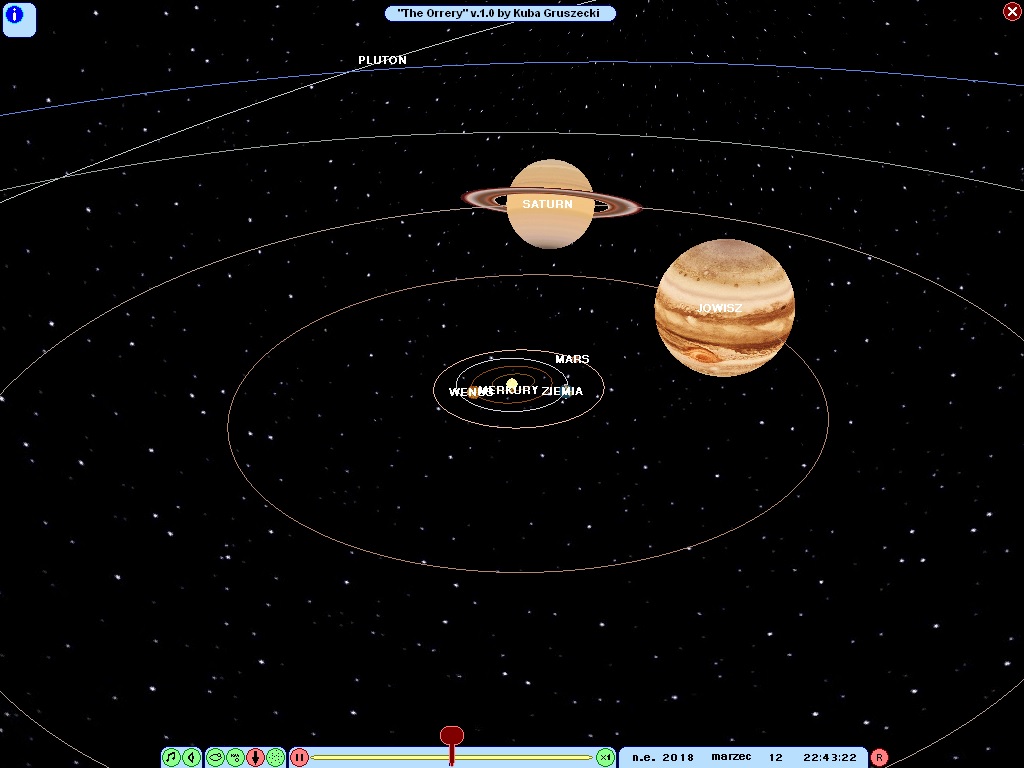 "The Orrery" v.1.0 by Kuba Gruszecki
PLUTON
SATURN
IOWISZ
MARS
WENUS
MERKURY
ZIEMIA
x1
n.e. 2018 marzec 12 22:43:22
R